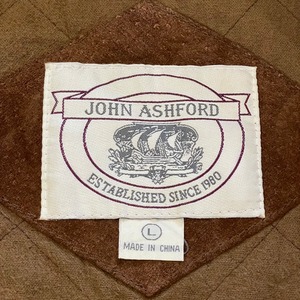 JOHN ASHFORD
ESTABLISHED SINCE 1980
L
MADE IN CHINA